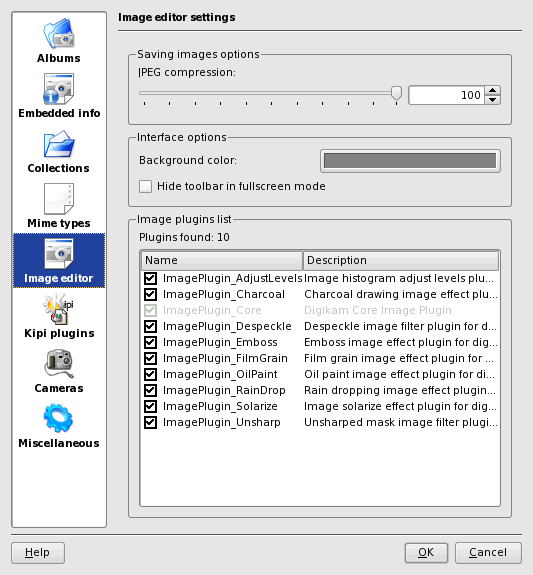 Image editor settings
Albums
Embedded info
Collections
Mime types
Image editor
Kipi plugins
Cameras
Miscellaneous
Saving images options
JPEG compression:
100
Interface options
Background color:
Hide toolbar in fullscreen mode
Image plugins list
Plugins found: 10
Name Description
ImagePlugin_AdjustLevels Image histogram adjust levels plu...
ImagePlugin_Charcoal Charcoal drawing image effect plu...
ImagePlugin_Core Digikam Core Image Plugin
ImagePlugin_Despeckle Despeckle image filter plugin for d...
ImagePlugin_Emboss Emboss image effect plugin for dig...
ImagePlugin_FilmGrain Film grain image effect plugin for ...
ImagePlugin_OilPaint Oil paint image effect plugin for di...
ImagePlugin_RainDrop Rain dropping image effect plugin...
ImagePlugin_Solarize Image solarize effect plugin for dig...
ImagePlugin_Unsharp Unsharped mask image filter plugi...
Help OK Cancel